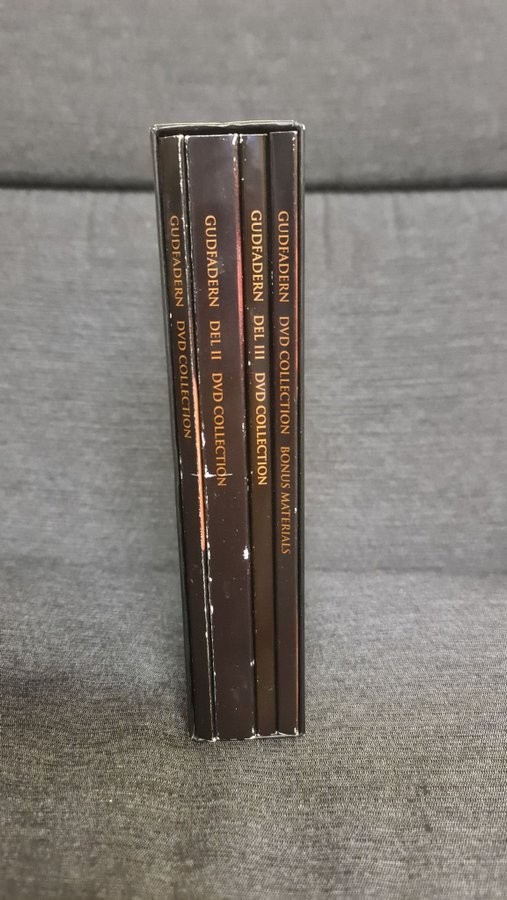 GUDFADERN DVD COLLECTION
GUDFADERN DEL II DVD COLLECTION
GUDFADERN DEL III DVD COLLECTION
GUDFADERN DVD COLLECTION BONUS MATERIALS